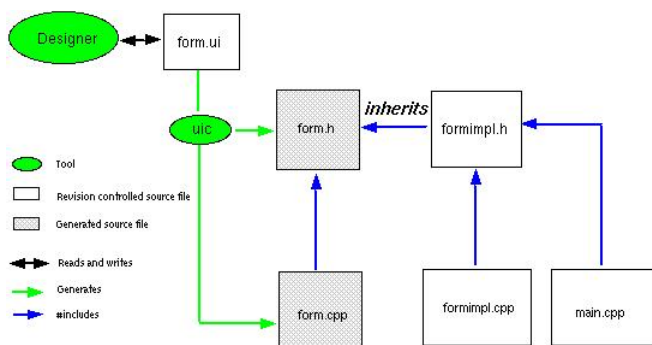 Designer
form.ui
inherits
uic
form.h
formimpl.h
Tool
Revision controlled source file
Generated source file
Reads and writes
Generates
#includes
form.cpp
formimpl.cpp
main.cpp